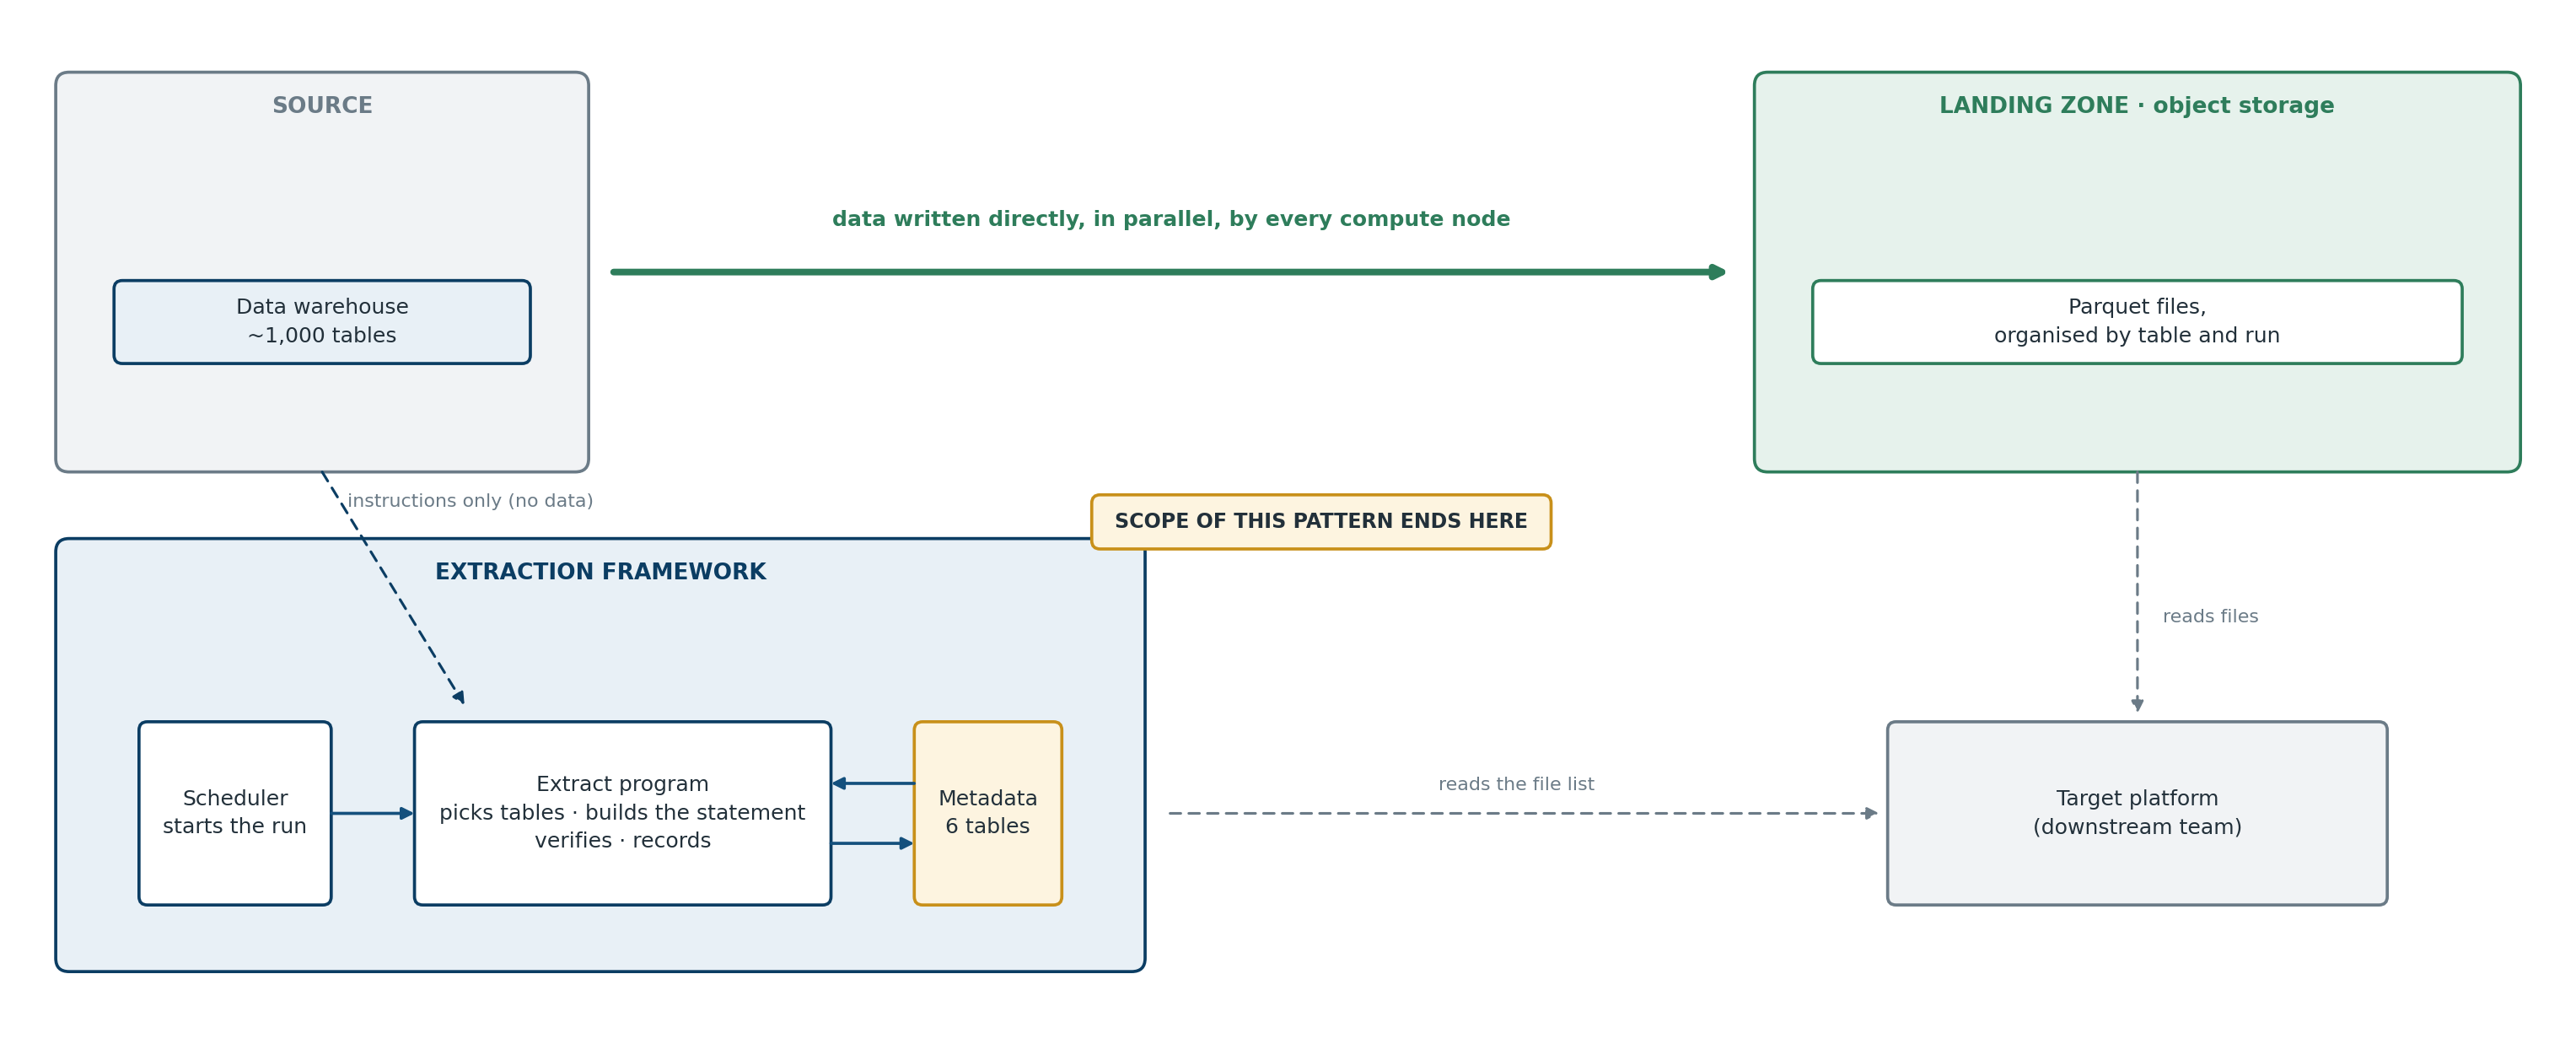 SOURCE
LANDING ZONE · object storage
data written directly, in parallel, by every compute node
Data warehouse
~1,000 tables
Parquet files,
organised by table and run
instructions only (no data)
SCOPE OF THIS PATTERN ENDS HERE
EXTRACTION FRAMEWORK
reads files
Scheduler
starts the run
Extract program
picks tables · builds the statement
verifies · records
Metadata
6 tables
reads the file list
Target platform
(downstream team)